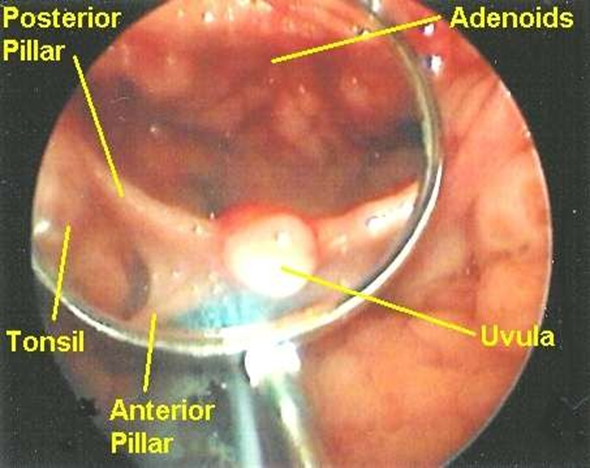 Posterior
Pillar
Adenoids
Tonsil
Uvula
Anterior
Pillar